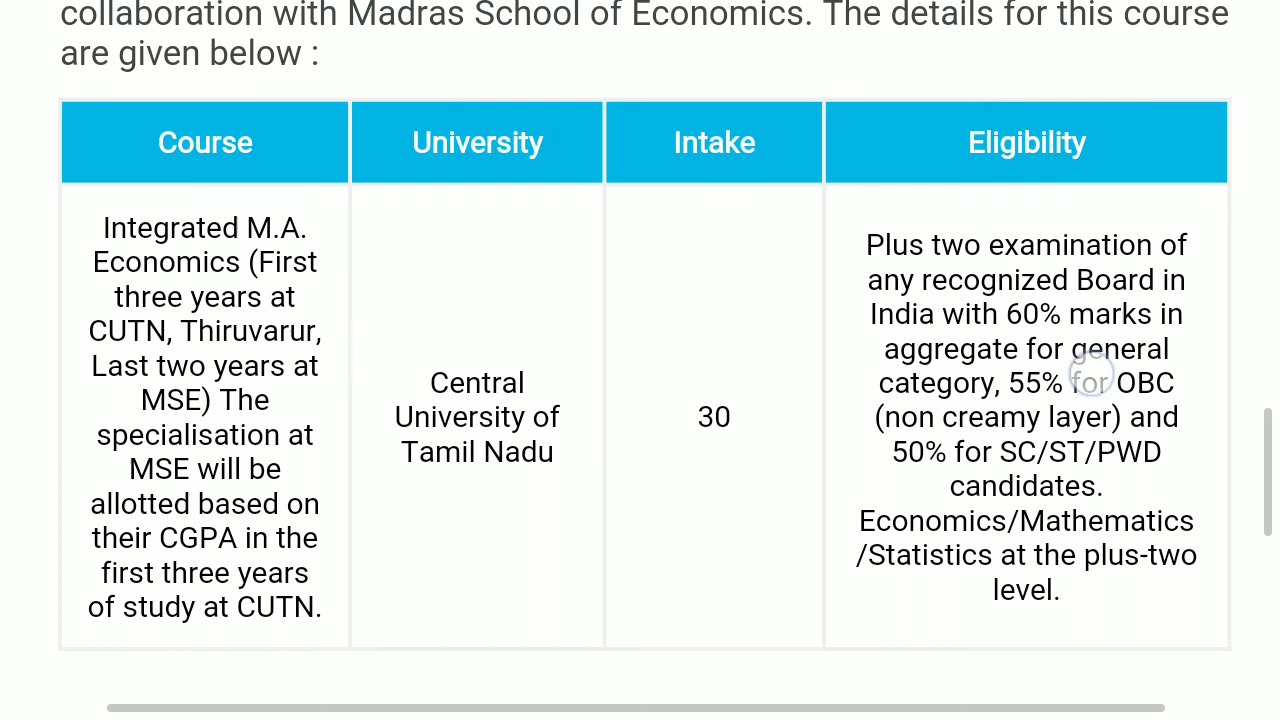 collaboration with Madras School of Economics. The details for this course
are given below :
Course
University
Intake
Eligibility
Integrated M.A.
Economics (First
three years at
CUTN, Thiruvarur,
Last two years at
MSE) The
specialisation at
MSE will be
allotted based on
their CGPA in the
first three years
of study at CUTN.
Central
University of
Tamil Nadu
30
Plus two examination of
any recognized Board in
India with 60% marks in
aggregate for general
category, 55% for OBC
(non creamy layer) and
50% for SC/ST/PWD
candidates.
Economics/Mathematics
/Statistics at the plus-two
level.